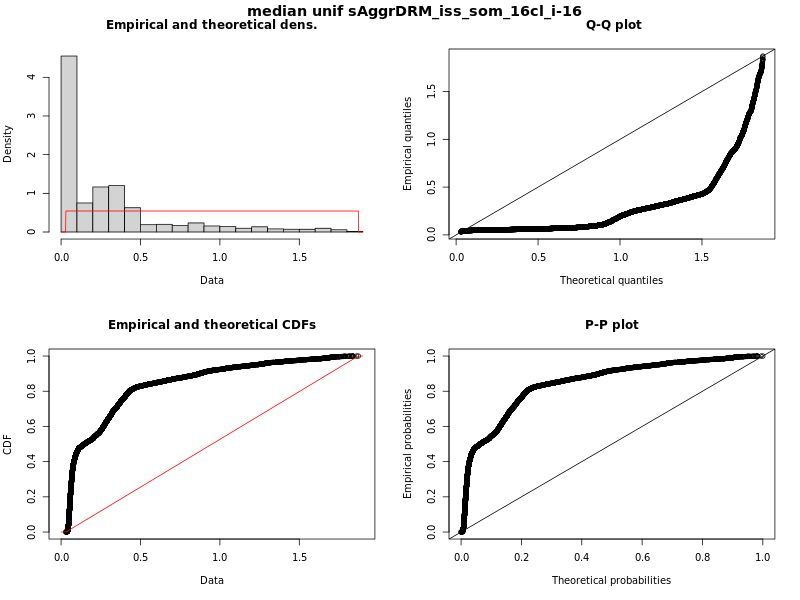 median unif sAggrDRM_iss_som_16cl_i-16
Empirical and theoretical dens.
Density
0
1
2
3
4
0.0 0.5 1.0 1.5
Data
Q-Q plot
Empirical quantiles
0.0
0.5
1.0
1.5
0.0 0.5 1.0 1.5
Theoretical quantiles
Empirical and theoretical CDFs
CDF
0.0
0.2
0.4
0.6
0.8
1.0
0.0 0.5 1.0 1.5
Data
P-P plot
Empirical probabilities
0.0
0.2
0.4
0.6
0.8
1.0
0.0 0.2 0.4 0.6 0.8 1.0
Theoretical probabilities